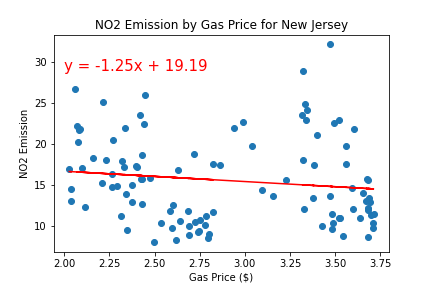 NO2 Emission by Gas Price for New Jersey
y = -1.25x + 19.19
NO2 Emission
30
25
20
15
10
2.00 2.25 2.50 2.75 3.00 3.25 3.50 3.75
Gas Price ($)